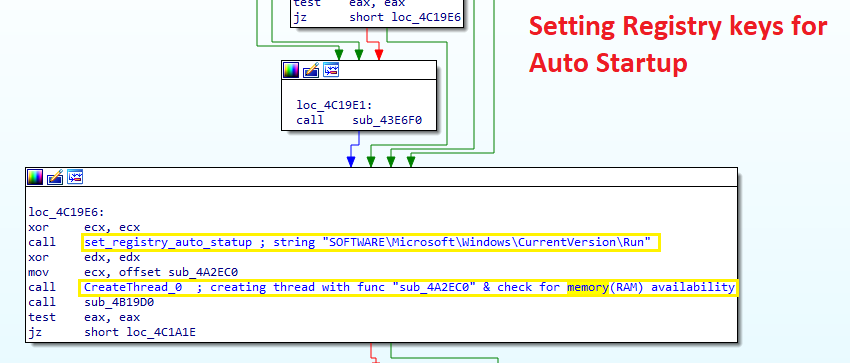 test    eax, eax
jz      short loc_4C19E6
Setting Registry keys for
Auto Startup
loc_4C19E1:
call    sub_43E6F0
loc_4C19E6:
xor     ecx, ecx
call    set_registry_auto_statup ; string "SOFTWARE\Microsoft\Windows\CurrentVersion\Run"
xor     edx, edx
mov     ecx, offset sub_4A2EC0
call    CreateThread_0  ; creating thread with func "sub_4A2EC0" & check for memory(RAM) availability
call    sub_4B19D0
test    eax, eax
jz      short loc_4C1A1E